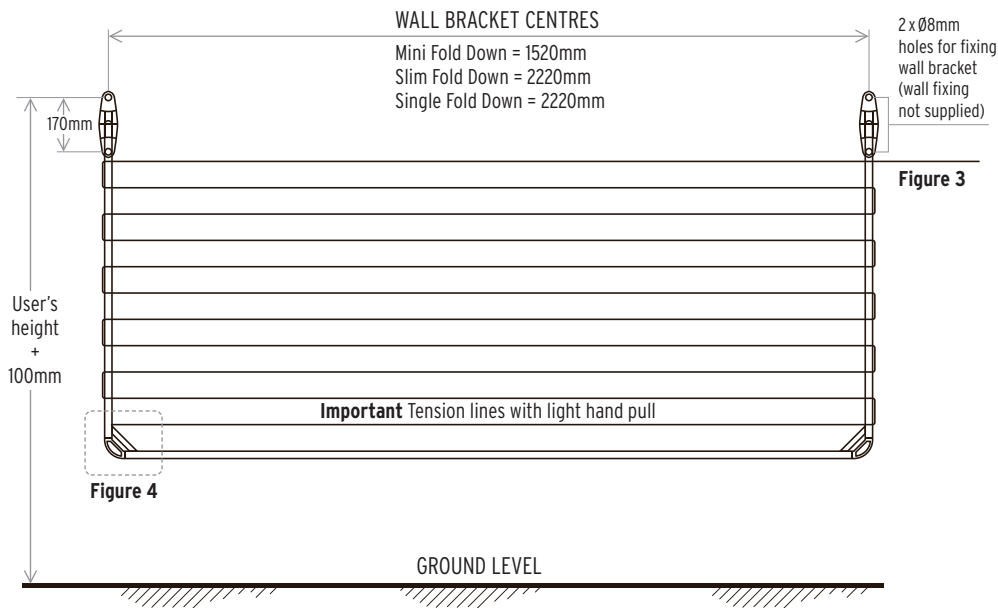 WALL BRACKET CENTRES
Mini Fold Down = 1520mm
Slim Fold Down = 2220mm
Single Fold Down = 2220mm
2 x Ø8mm
holes for fixing
wall bracket
(wall fixing
not supplied)
170mm
Figure 3
User's
height
+
100mm
Important Tension lines with light hand pull
Figure 4
GROUND LEVEL